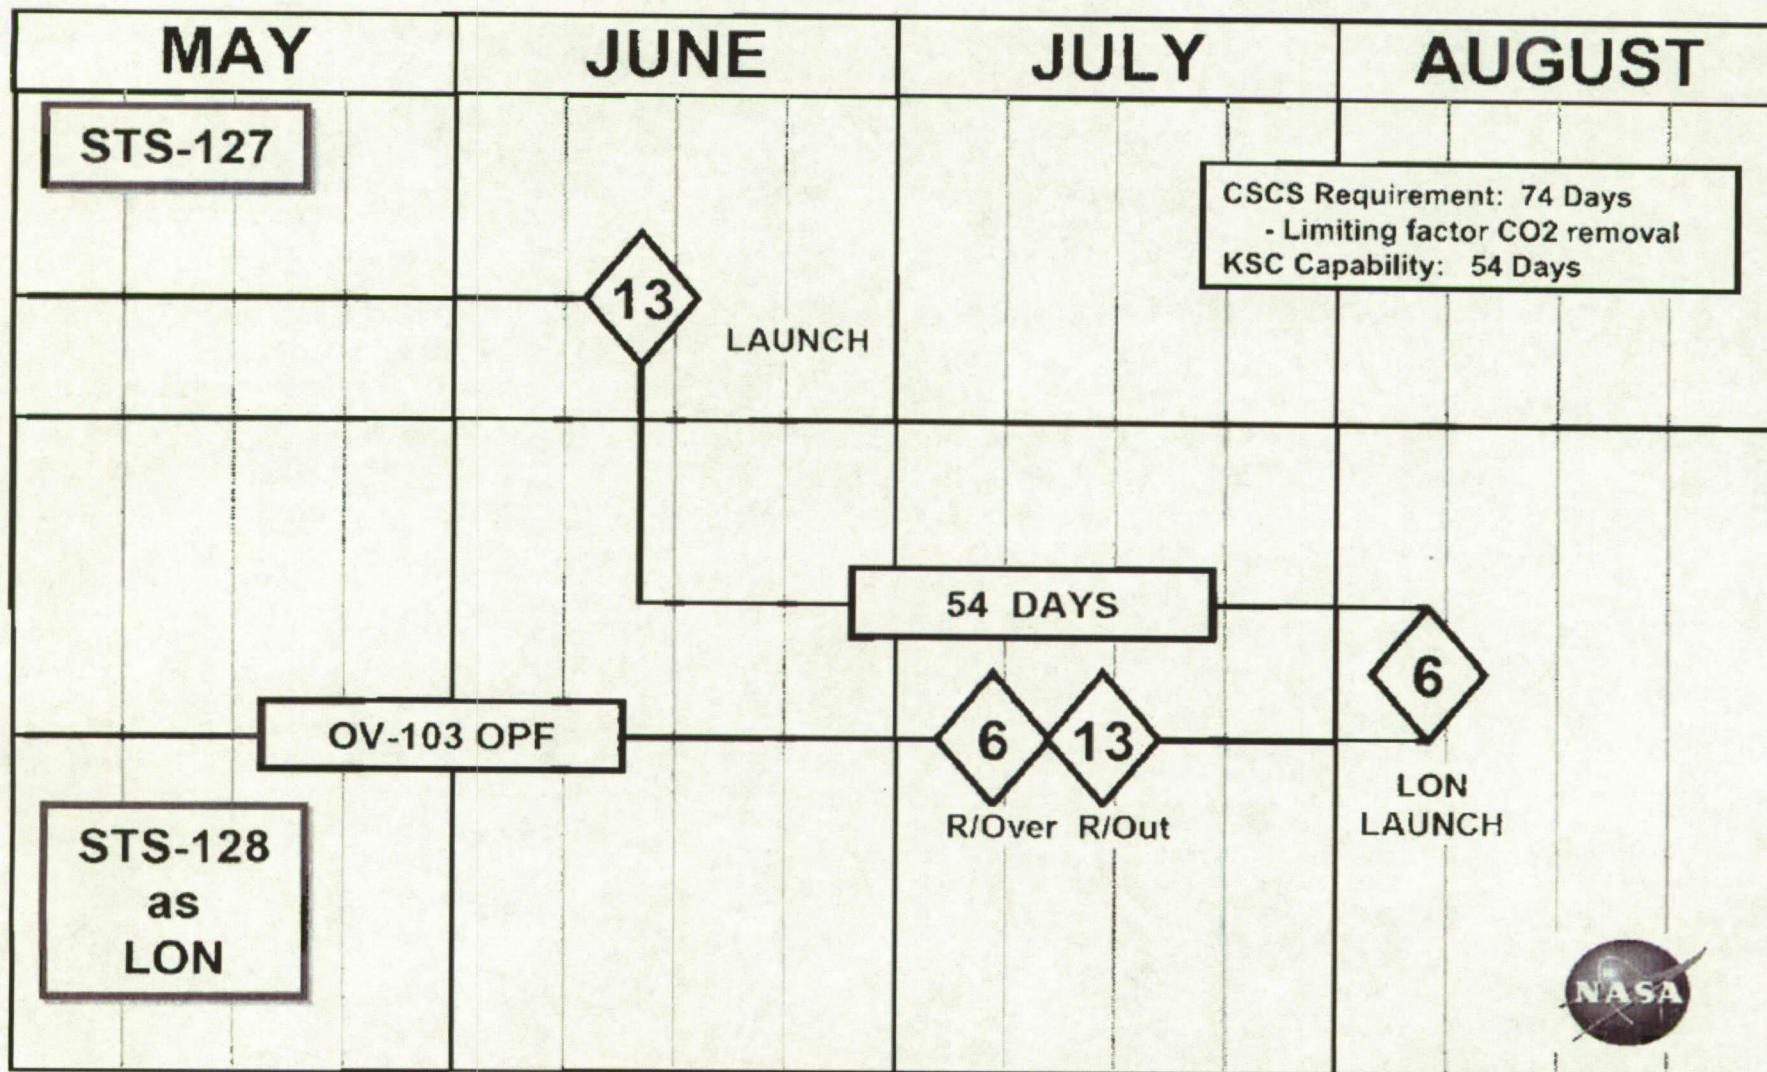 MAY JUNE JULY AUGUST
STS-127
CSCS Requirement: 74 Days
- Limiting factor CO2 removal
KSC Capability: 54 Days
13
LAUNCH
54 DAYS
6
OV-103 OPF
6 13
R/Over R/Out
LON
LAUNCH
STS-128
as
LON
NASA